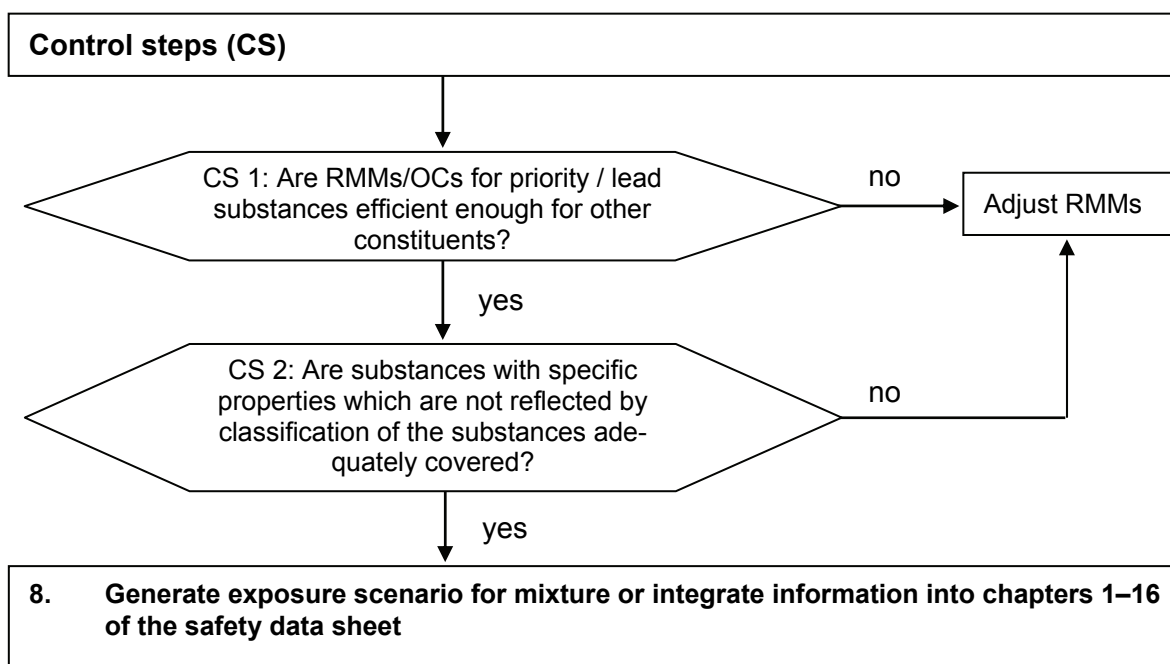 Control steps (CS)
CS 1: Are RMMs/OCs for priority / lead
substances efficient enough for other
constituents?
no
Adjust RMMs
yes
CS 2: Are substances with specific
properties which are not reflected by
classification of the substances ade-
quately covered?
no
yes
8. Generate exposure scenario for mixture or integrate information into chapters 1–16
of the safety data sheet